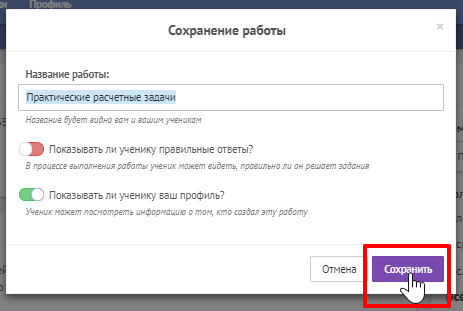 Профиль
Сохранение работы
×
Название работы:
Практические расчетные задачи
Название будет видно вам и вашим ученикам
Показывать ли ученику правильные ответы?
В процессе выполнения работы ученик может видеть, правильно ли он решает задания
Показывать ли ученику ваш профиль?
Ученик может посмотреть информацию о том, кто создал эту работу
Отмена
Сохранить